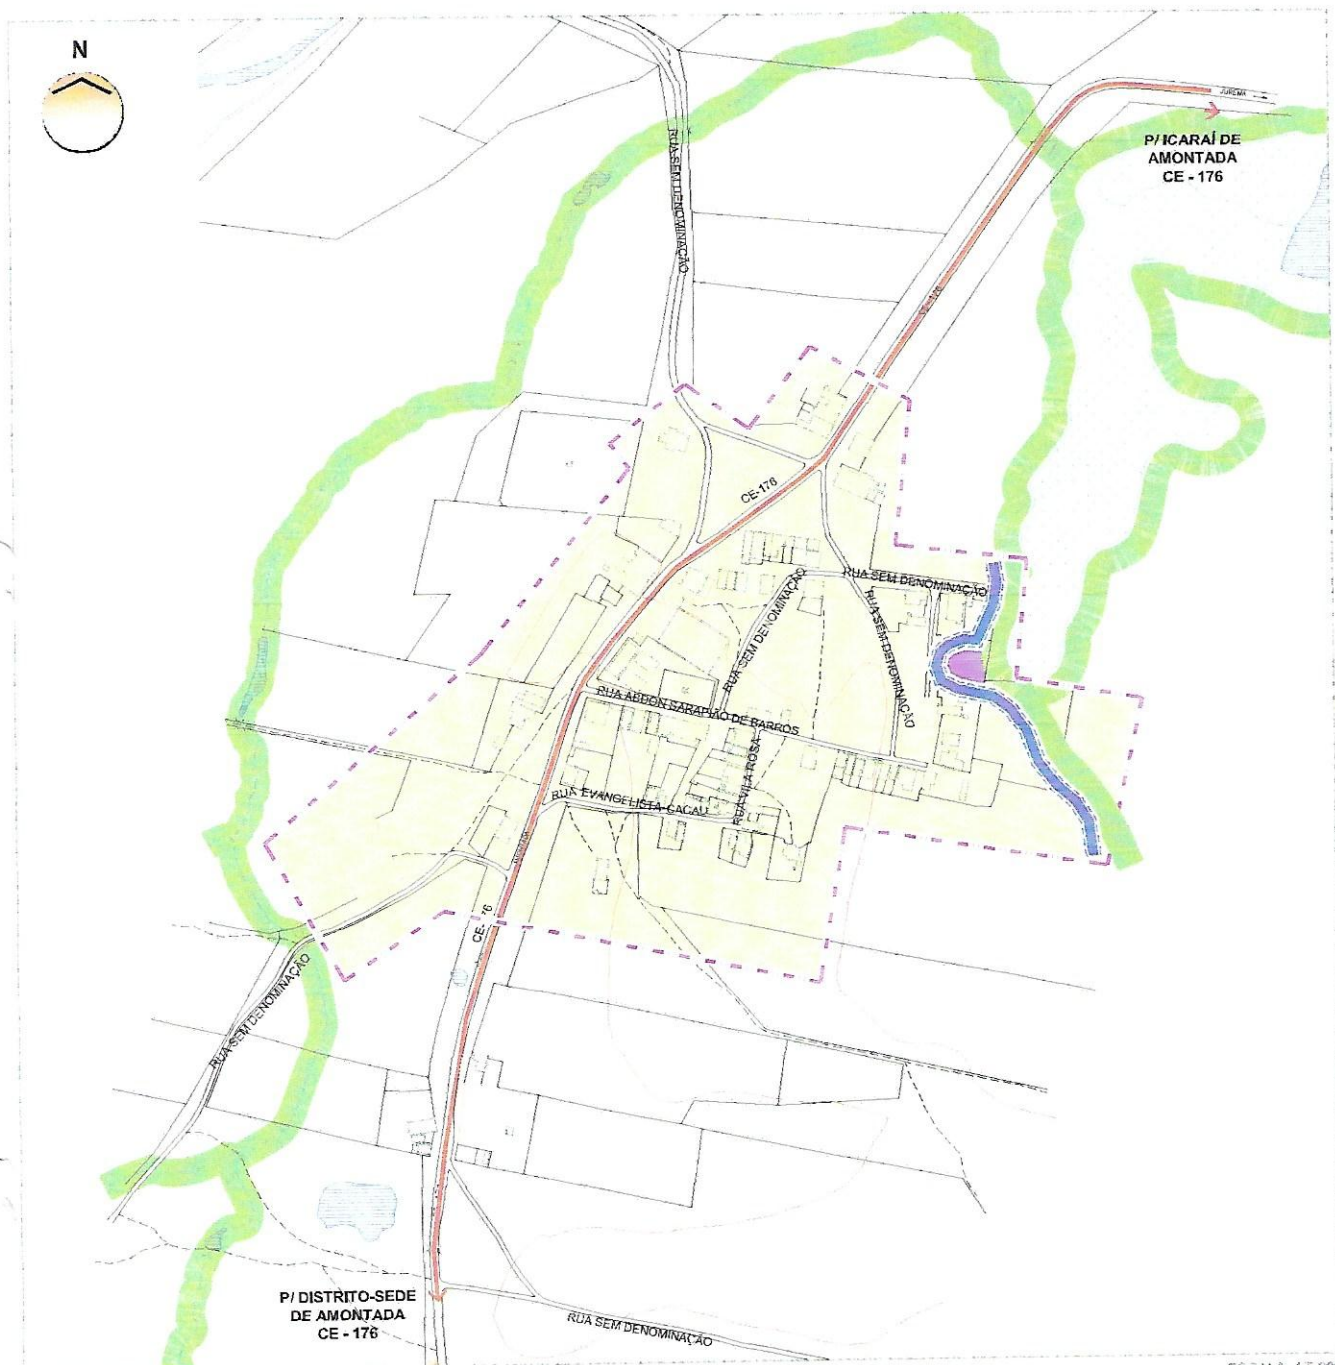 N
JUREMA
P/ ICARAÍ DE
AMONTADA
CE - 176
RUA SEM DENOMINAÇÃO
CE - 176
CE-176
RUA SEM DENOMINAÇÃO
RUA SEM DENOMINAÇÃO
RUA SEM DENOMINAÇÃO
RUA ABDON SARAPIÃO DE BARROS
RUA VILA ROSA
RUA EVANGELISTA CACAU
RUA SEM DENOMINAÇÃO
P/ DISTRITO-SEDE
DE AMONTADA
CE - 176
RUA SEM DENOMINAÇÃO